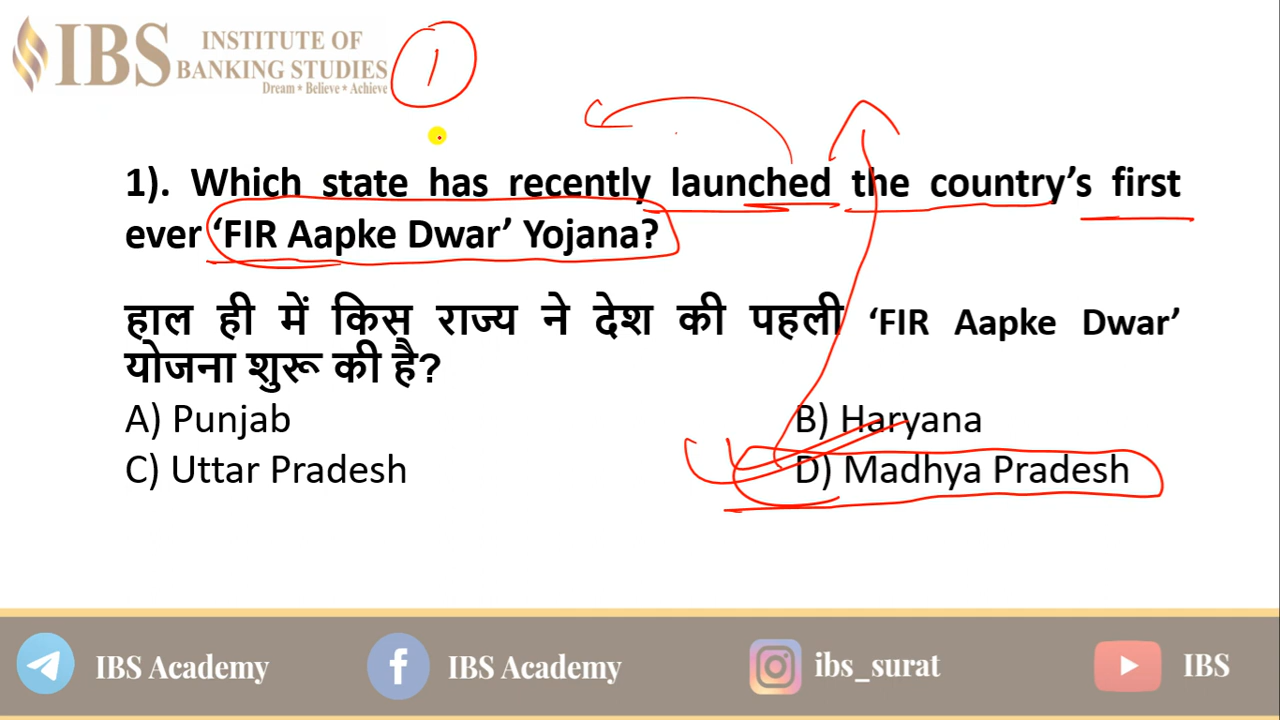 IBS INSTITUTE OF
BANKING STUDIES
Dream * Believe * Achieve
1
1). Which state has recently launched the country’s first
ever ‘FIR Aapke Dwar’ Yojana?
हाल ही में किस राज्य ने देश की पहली ‘FIR Aapke Dwar’
योजना शुरू की है?
A) Punjab B) Haryana
C) Uttar Pradesh D) Madhya Pradesh
IBS Academy IBS Academy ibs_surat IBS